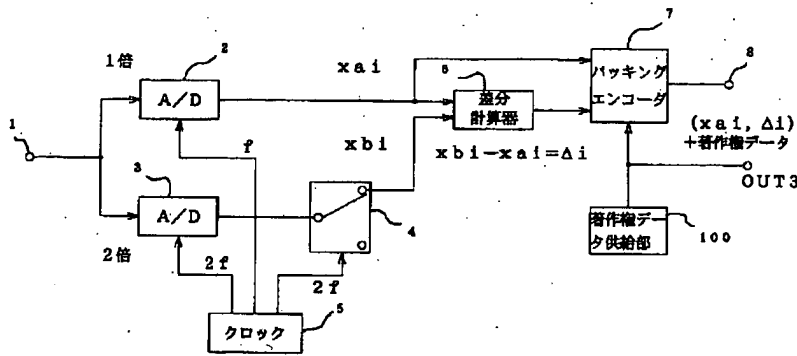 1倍
2
A/D
xai
6
差分
計算器
7
パッキング
エンコーダ
8
1
f
xbi
xbi-xai=Δi
(xai, Δi)
+著作権データ
OUT3
3
A/D
4
2倍
2f
2f
著作権デー
タ供給部
100
クロック
5